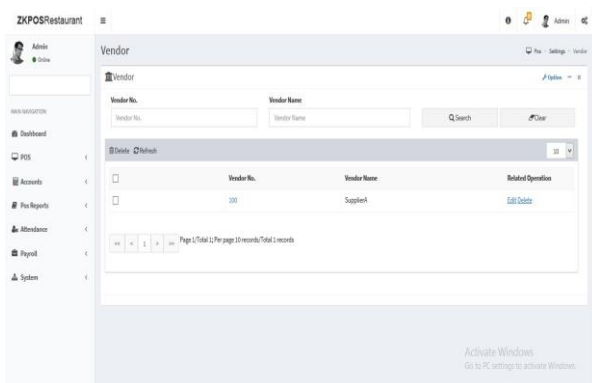 ZKPOSRestaurant
Admin
Admin
Online
Vendor
Pos - Settings - Vendor
Vendor
Option
Vendor No.
Vendor Name
Vendor No.
Vendor Name
Search
Clear
MAIN NAVIGATION
Dashboard
POS
Accounts
Pos Reports
Attendance
Payroll
System
Delete Refresh
10
Vendor No.
Vendor Name
Related Operation
100
SupplierA
Edit Delete
<< < 1 > >> Page 1/Total 1; Per page 10 records/Total 1 records
Activate Windows
Go to PC settings to activate Windows.